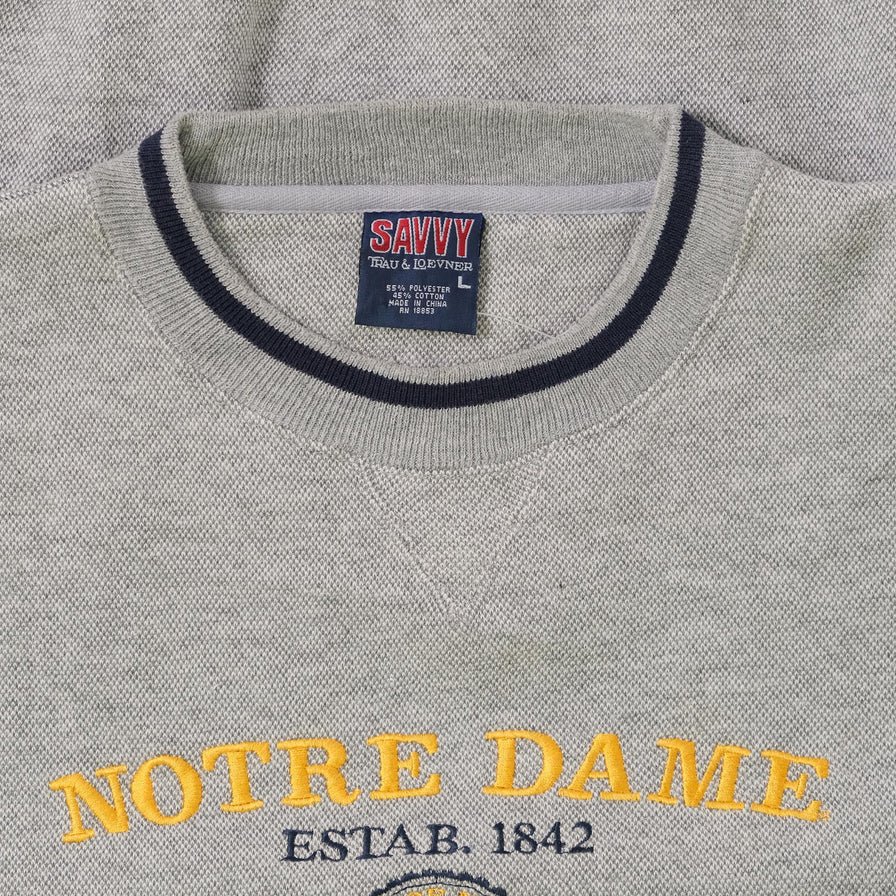 SAVVY
TRAU & LOEVNER
L
55% POLYESTER
45% COTTON
MADE IN CHINA
RN 18853
NOTRE DAME
ESTAB. 1842